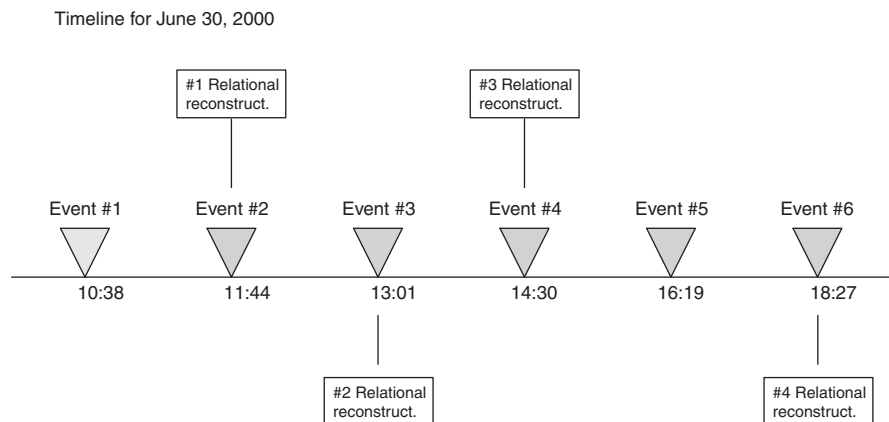 Timeline for June 30, 2000
#1 Relational
reconstruct.
#3 Relational
reconstruct.
Event #1
Event #2
Event #3
Event #4
Event #5
Event #6
10:38
11:44
13:01
14:30
16:19
18:27
#2 Relational
reconstruct.
#4 Relational
reconstruct.